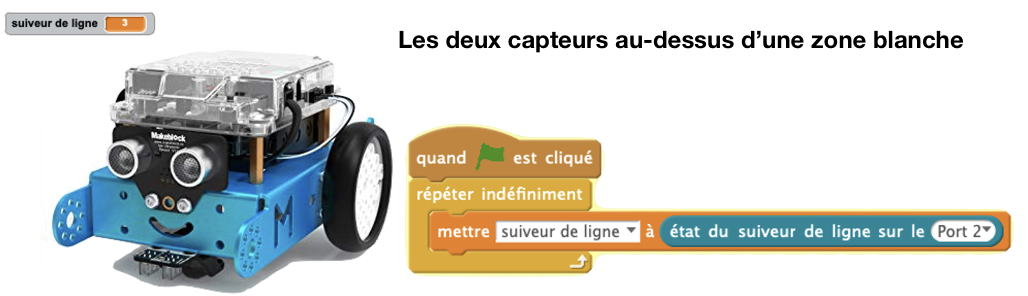 suiveur de ligne 3
Les deux capteurs au-dessus d'une zone blanche
Makeblock
quand est cliqué
répéter indéfiniment
mettre suiveur de ligne à état du suiveur de ligne sur le Port 2